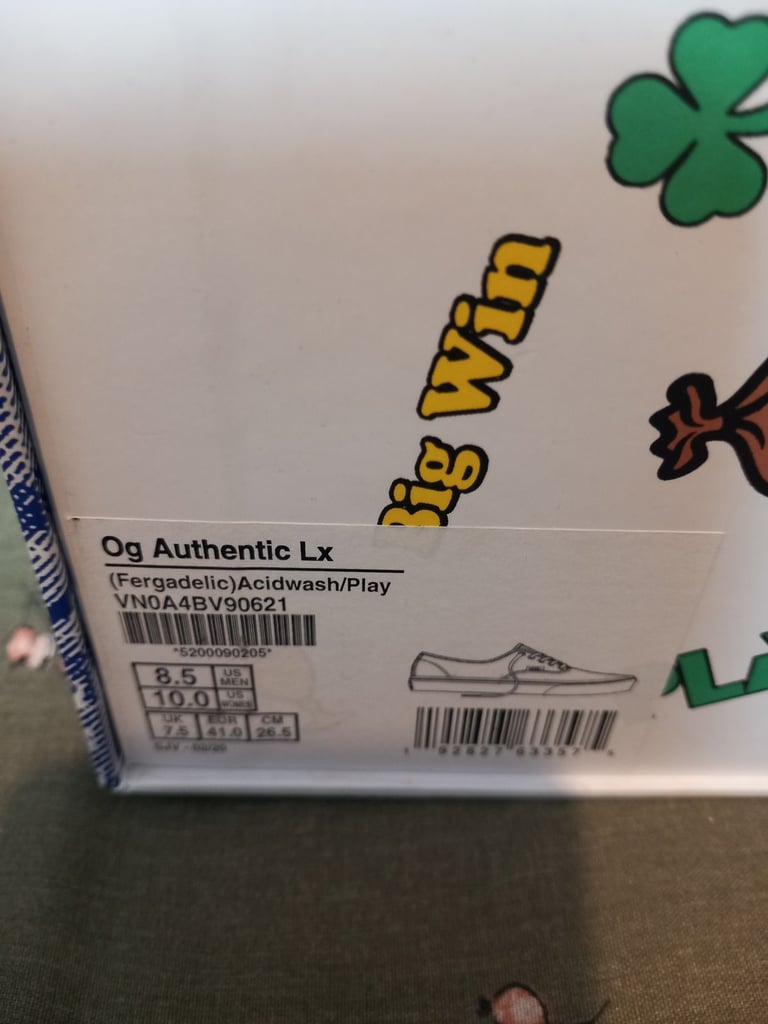 Big Win
Og Authentic Lx
(Fergadelic)Acidwash/Play
VN0A4BV90621
*5200090205*
8.5 US MEN
10.0 US
UK EUR CM
7.5 41.0 26.5